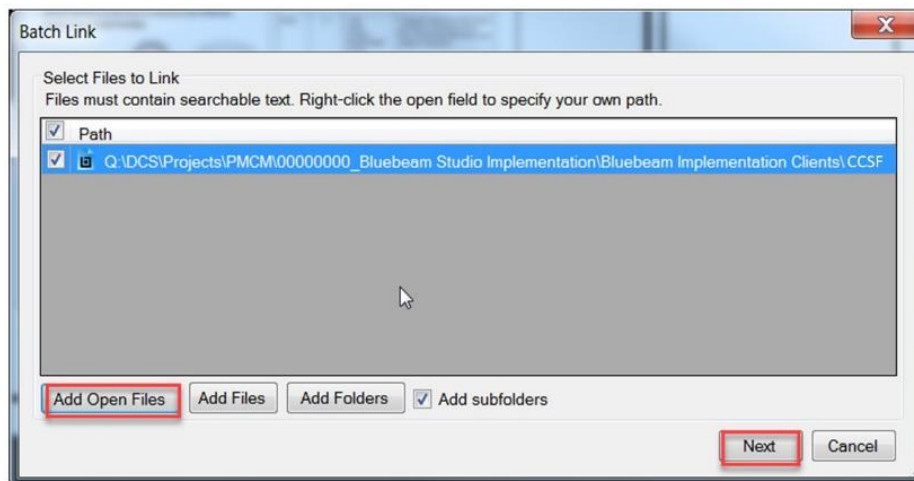 Batch Link
Select Files to Link
Files must contain searchable text. Right-click the open field to specify your own path.
Path
Q:\DCS\Projects\PMCM\00000000_Bluebeam Studio Implementation\Bluebeam Implementation Clients\CCSF
Add Open Files Add Files Add Folders Add subfolders
Next Cancel